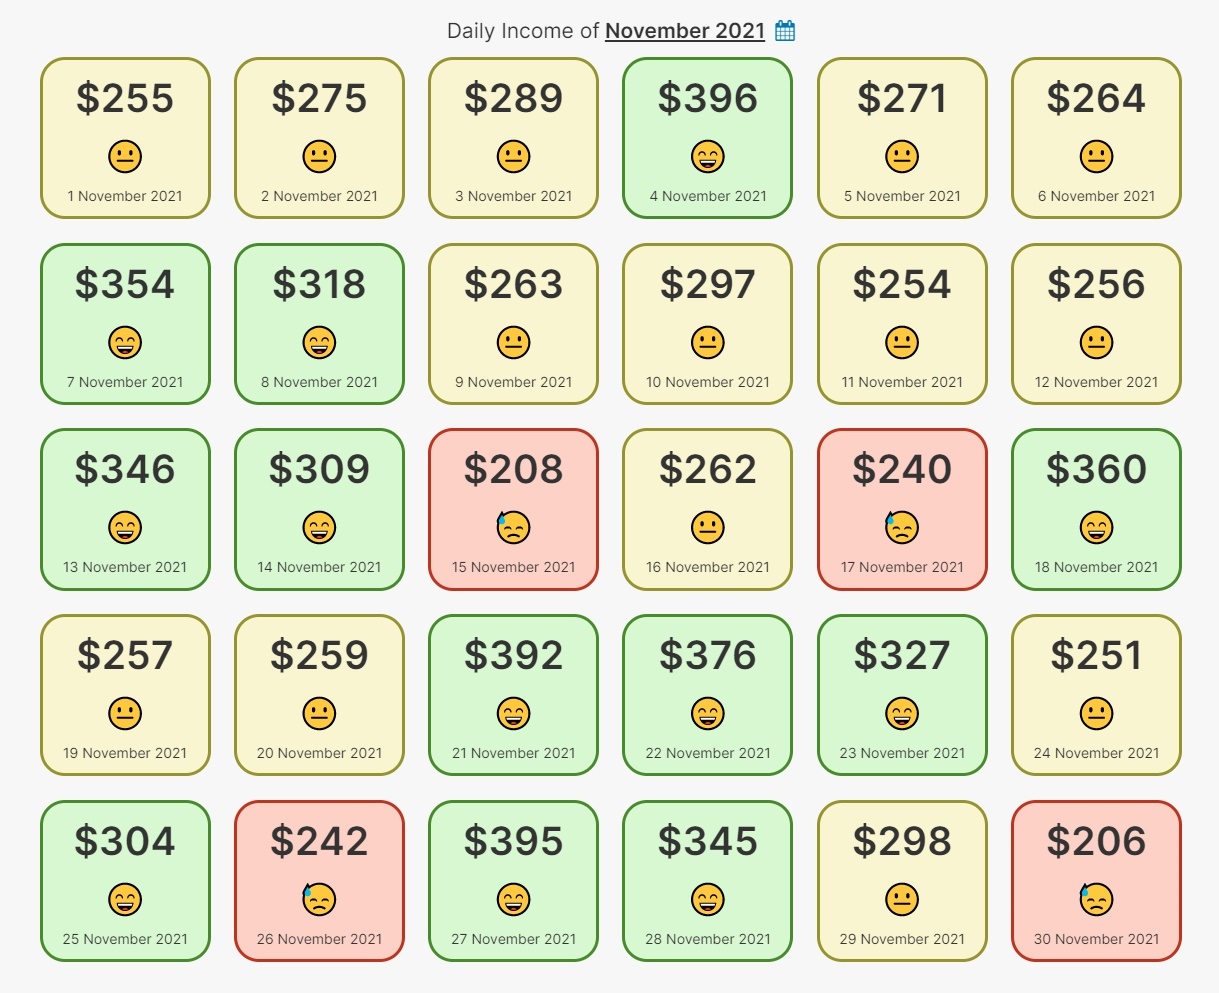 Daily Income of November 2021
$255 $275 $289 $396 $271 $264
1 November 2021 2 November 2021 3 November 2021 4 November 2021 5 November 2021 6 November 2021
$354 $318 $263 $297 $254 $256
7 November 2021 8 November 2021 9 November 2021 10 November 2021 11 November 2021 12 November 2021
$346 $309 $208 $262 $240 $360
13 November 2021 14 November 2021 15 November 2021 16 November 2021 17 November 2021 18 November 2021
$257 $259 $392 $376 $327 $251
19 November 2021 20 November 2021 21 November 2021 22 November 2021 23 November 2021 24 November 2021
$304 $242 $395 $345 $298 $206
25 November 2021 26 November 2021 27 November 2021 28 November 2021 29 November 2021 30 November 2021